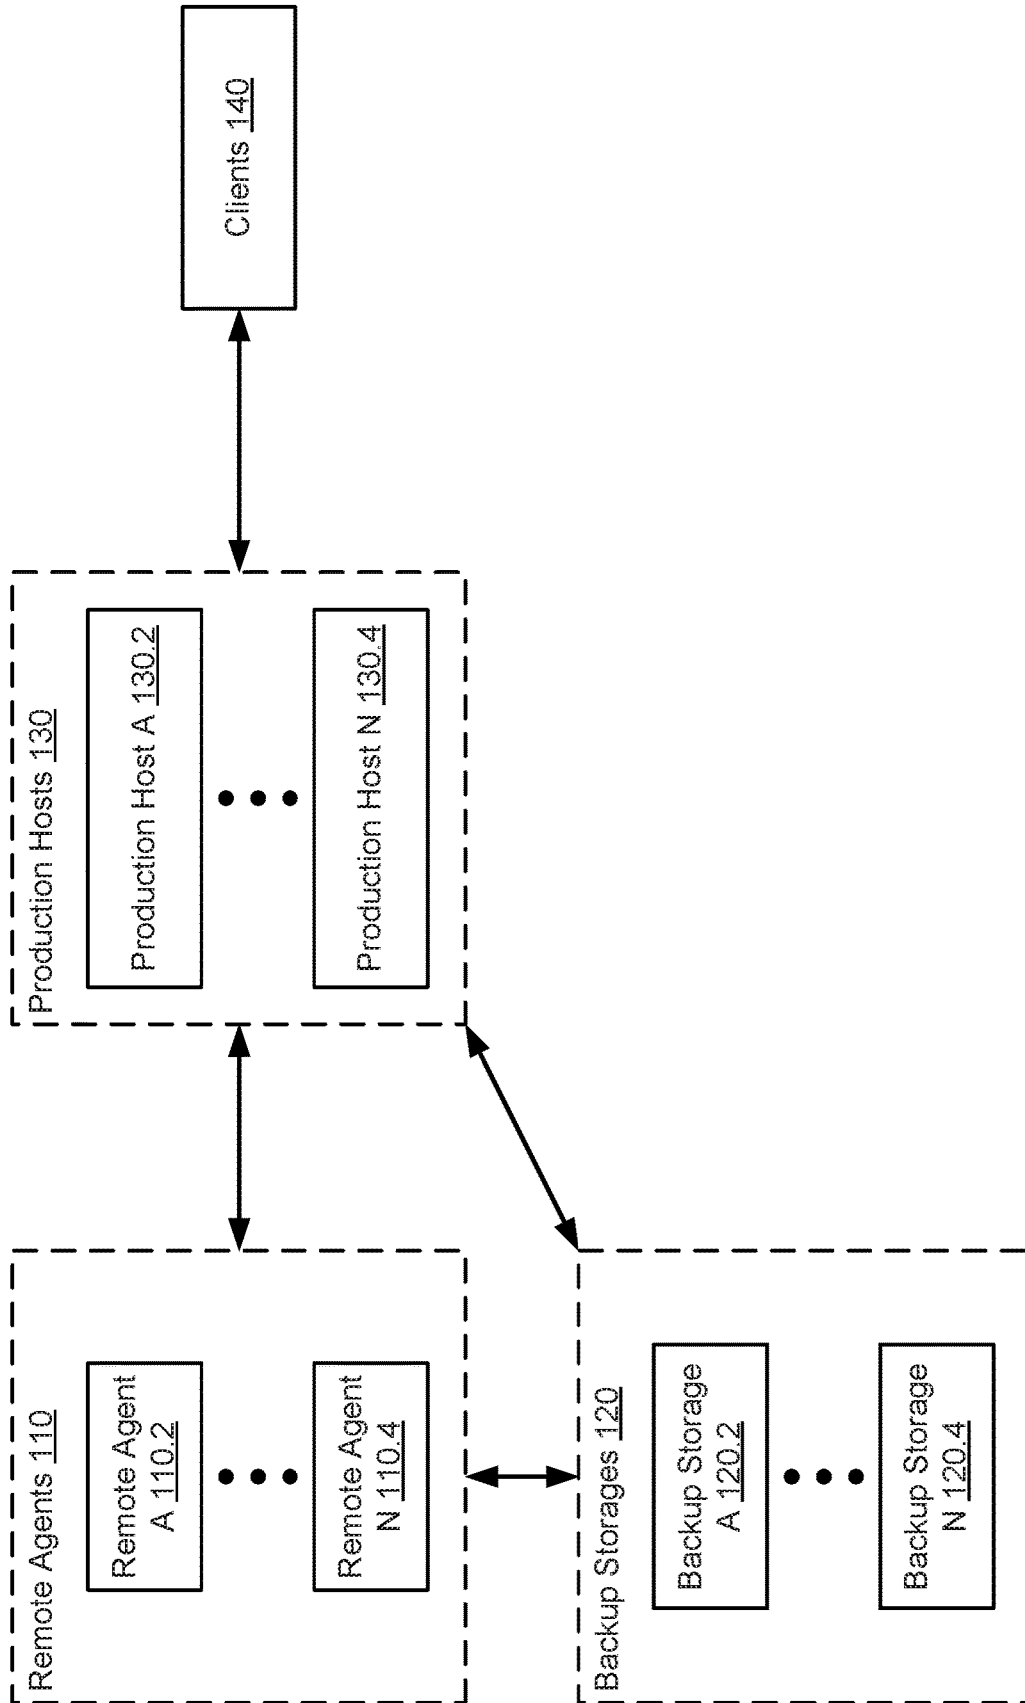 Remote Agents 110
Remote Agent
A 110.2
Remote Agent
N 110.4
Production Hosts 130
Production Host A 130.2
Production Host N 130.4
Clients 140
Backup Storages 120
Backup Storage
A 120.2
Backup Storage
N 120.4